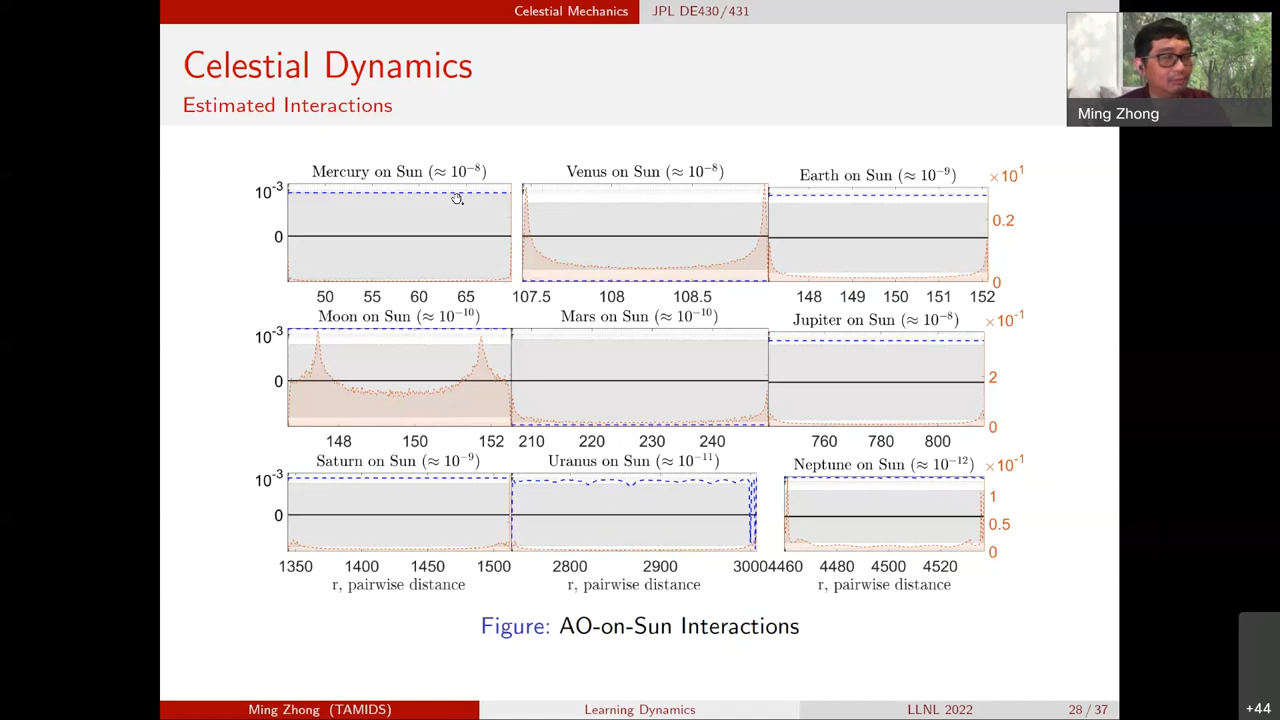 Celestial Mechanics JPL DE430/431
Celestial Dynamics
Estimated Interactions
Ming Zhong
Mercury on Sun (≈ 10⁻⁸) Venus on Sun (≈ 10⁻⁸) Earth on Sun (≈ 10⁻⁹) ×10¹
10⁻³
0.2
0
0
50 55 60 65 107.5 108 108.5 148 149 150 151 152
Moon on Sun (≈ 10⁻¹⁰) Mars on Sun (≈ 10⁻¹⁰) Jupiter on Sun (≈ 10⁻⁸) ×10⁻¹
10⁻³
0 2
0
148 150 152 210 220 230 240 760 780 800
Saturn on Sun (≈ 10⁻⁹) Uranus on Sun (≈ 10⁻¹¹) Neptune on Sun (≈ 10⁻¹²) ×10⁻¹
10⁻³
1
0 0.5
0
1350 1400 1450 1500 2800 2900 3000 4460 4480 4500 4520
r, pairwise distance r, pairwise distance r, pairwise distance
Figure: AO-on-Sun Interactions
Ming Zhong (TAMIDS) Learning Dynamics LLNL 2022 28 / 37
+44